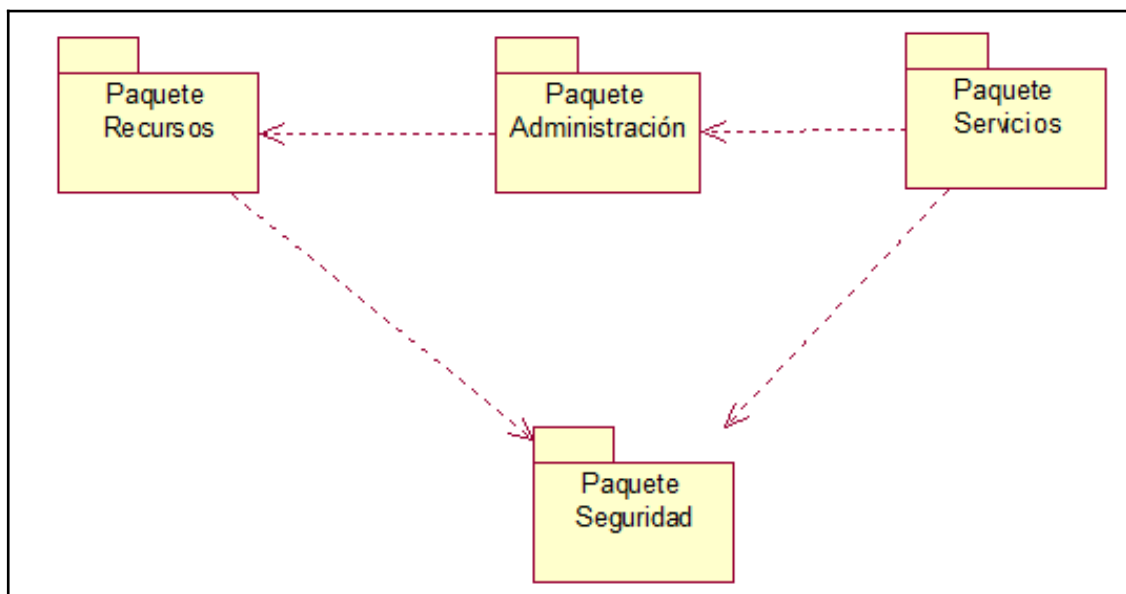 Paquete
Recursos
Paquete
Administración
Paquete
Servicios
Paquete
Seguridad